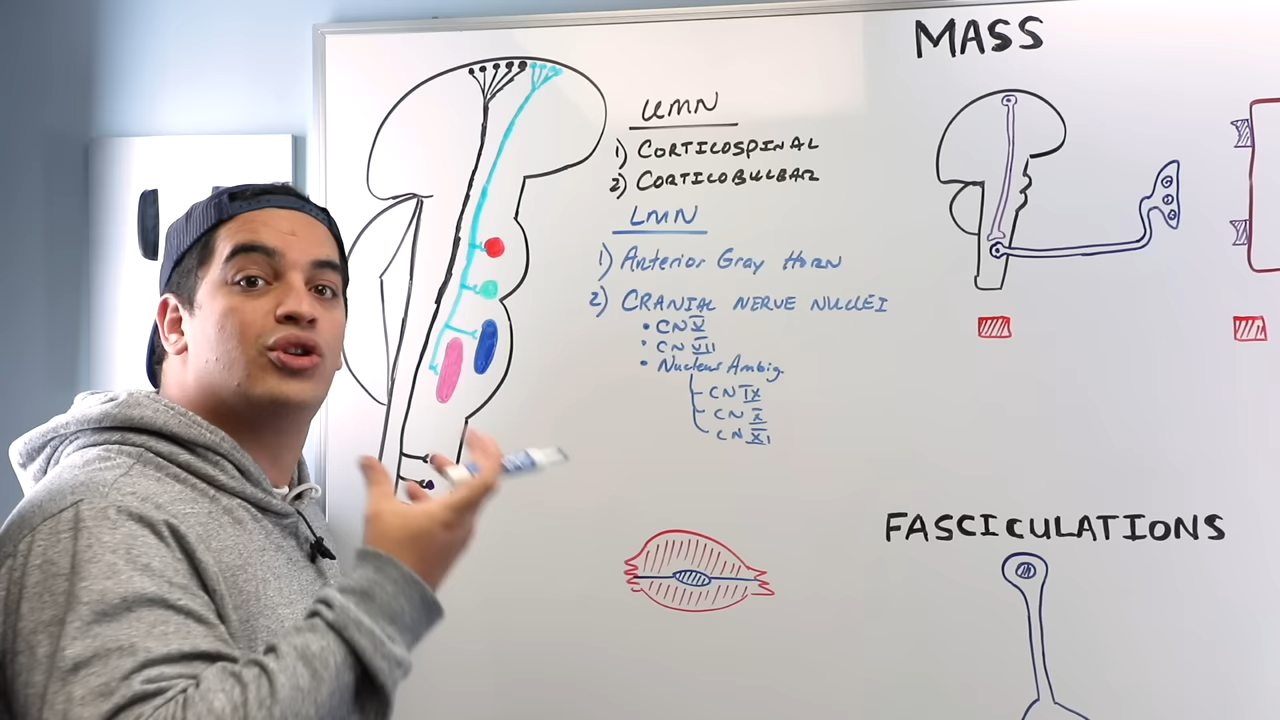 MASS
UMN
1) CORTICOSPINAL
2) CORTICOBULBAR
LMN
1) Anterior Gray HORN
2) CRANIAL NERVE NUCLEI
• CN V
• CN VII
• Nucleus Ambig
CN IX
CN X
CN XI
FASCICULATIONS